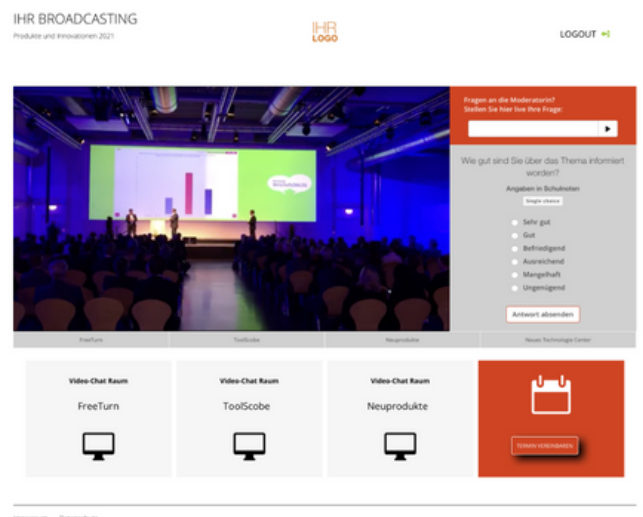 IHR BROADCASTING
Produkte und Innovationen 2021
IHR
LOGO
LOGOUT
Fragen an die Moderatorin?
Stellen Sie hier live Ihre Frage:
Wie gut sind Sie über das Thema informiert
worden?
Angaben in Schulnoten
Single choice
Sehr gut
Gut
Befriedigend
Ausreichend
Mangelhaft
Ungenügend
Antwort absenden
FreeTurn
ToolScobe
Neuprodukte
Neues Technologie Center
Video-Chat Raum
FreeTurn
Video-Chat Raum
ToolScobe
Video-Chat Raum
Neuprodukte
TERMIN VEREINBAREN